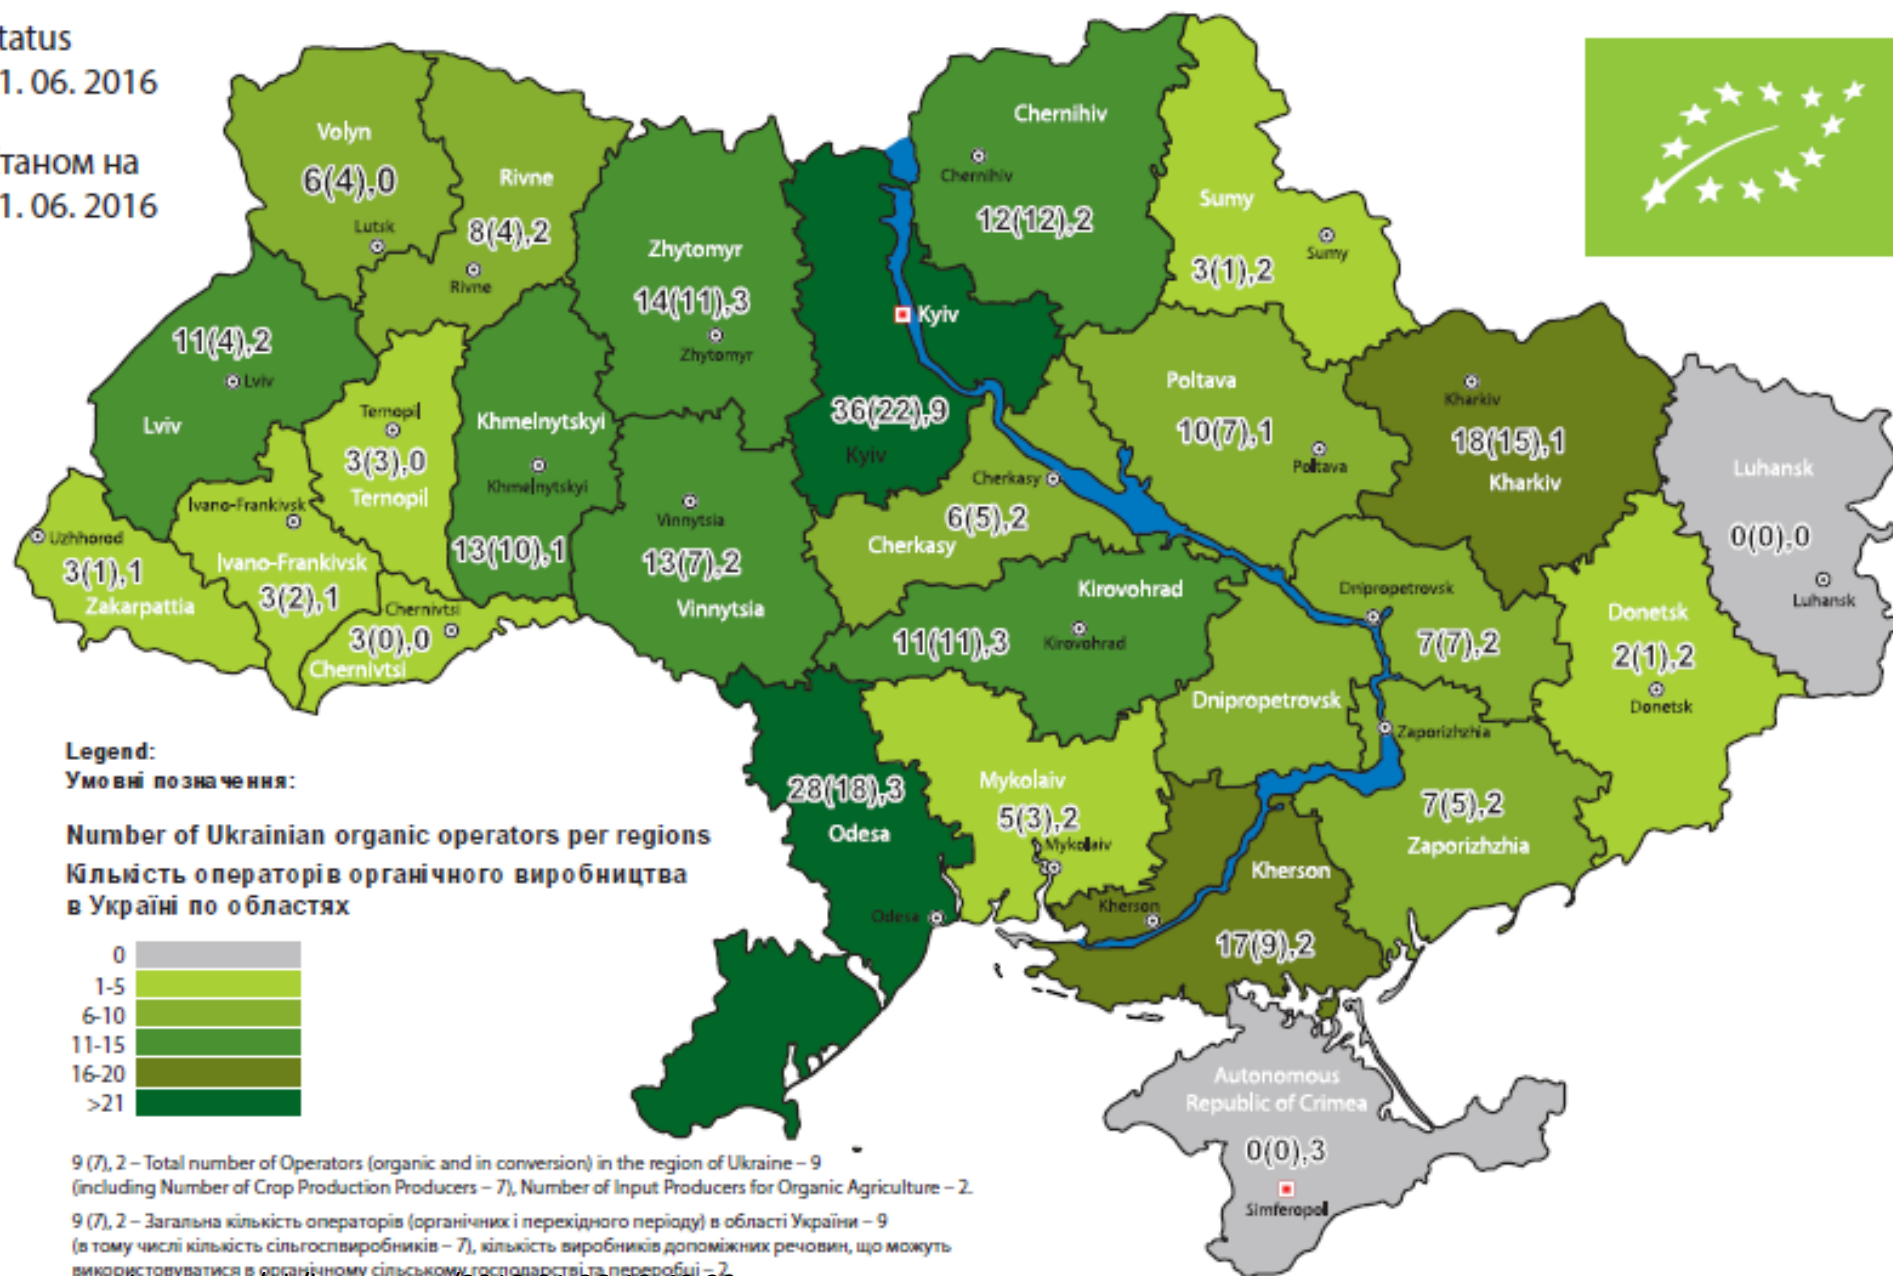 tatus
1. 06. 2016
таном на
1. 06. 2016
Volyn
6(4),0
Lutsk
Rivne
8(4),2
Rivne
Zhytomyr
14(11),3
Zhytomyr
Chernihiv
Chernihiv
12(12),2
Sumy
Sumy
3(1),2
Kyiv
36(22),9
Kyiv
11(4),2
Lviv
Lviv
Ternopil
3(3),0
Ternopil
Khmelnytskyi
Khmelnytskyi
13(10),1
Vinnytsia
13(7),2
Vinnytsia
Poltava
10(7),1
Poltava
Kharkiv
18(15),1
Kharkiv
Luhansk
0(0),0
Luhansk
Cherkasy
6(5),2
Cherkasy
Uzhhorod
3(1),1
Zakarpattia
Ivano-Frankivsk
Ivano-Frankivsk
3(2),1
Chernivtsi
3(0),0
Chernivtsi
Kirovohrad
11(11),3
Kirovohrad
Dnipropetrovsk
7(7),2
Dnipropetrovsk
Donetsk
2(1),2
Donetsk
Zaporizhzhia
7(5),2
Zaporizhzhia
28(18),3
Odesa
Odesa
Mykolaiv
5(3),2
Mykolaiv
Kherson
Kherson
17(9),2
Autonomous
Republic of Crimea
0(0),3
Simferopol
Legend:
Умовні позначення:
Number of Ukrainian organic operators per regions
Кількість операторів органічного виробництва
в Україні по областях
0
1-5
6-10
11-15
16-20
>21
9 (7), 2 – Total number of Operators (organic and in conversion) in the region of Ukraine – 9
(including Number of Crop Production Producers – 7), Number of Input Producers for Organic Agriculture – 2.
9 (7), 2 – Загальна кількість операторів (органічних і перехідного періоду) в області України – 9
(в тому числі кількість сільгоспвиробників – 7), кількість виробників допоміжних речовин, що можуть
використовуватися в органічному сільському господарстві та переробці – 2